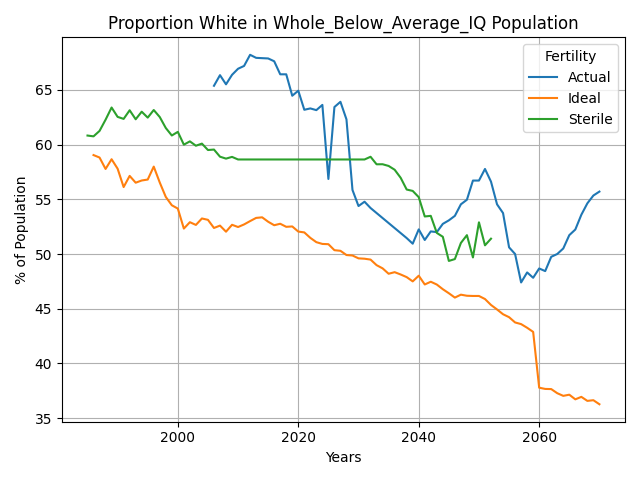 Proportion White in Whole_Below_Average_IQ Population
% of Population
65
60
55
50
45
40
35
2000
2020
2040
2060
Years
Fertility
Actual
Ideal
Sterile